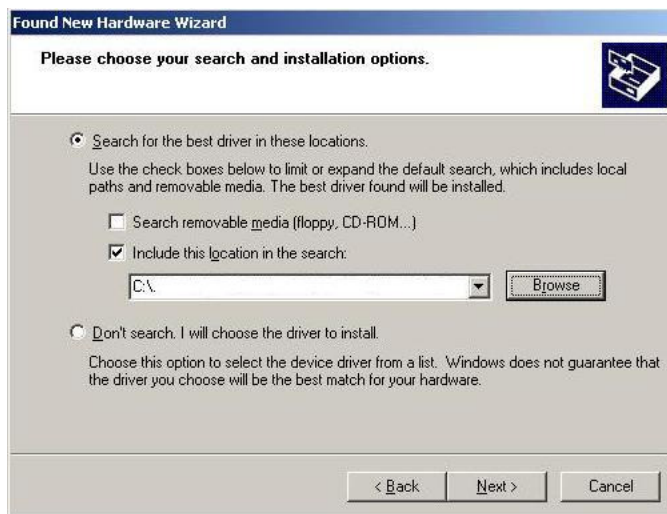 Found New Hardware Wizard
Please choose your search and installation options.
Search for the best driver in these locations.
Use the check boxes below to limit or expand the default search, which includes local
paths and removable media. The best driver found will be installed.
Search removable media (floppy, CD-ROM...)
Include this location in the search:
C:\.
Browse
Don't search. I will choose the driver to install.
Choose this option to select the device driver from a list. Windows does not guarantee that
the driver you choose will be the best match for your hardware.
< Back
Next >
Cancel